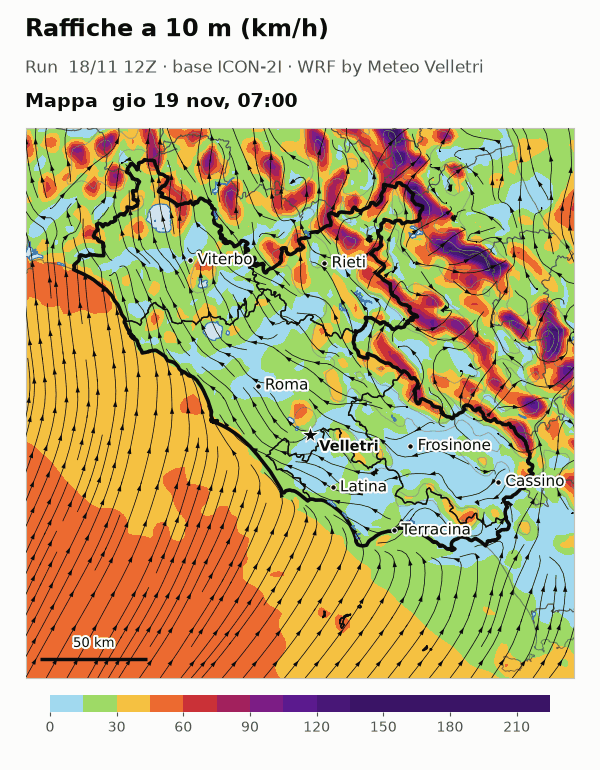 Raffiche a 10 m (km/h)
Run  18/11 12Z · base ICON-2I · WRF by Meteo Velletri
Mappa  gio 19 nov, 07:00
Viterbo
Rieti
Roma
Velletri
Frosinone
Cassino
Latina
Terracina
50 km
0 30 60 90 120 150 180 210